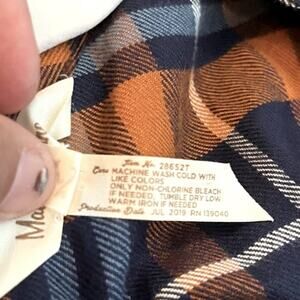 Item No. 28652T
Care MACHINE WASH COLD WITH
LIKE COLORS
ONLY NON-CHLORINE BLEACH
IF NEEDED, TUMBLE DRY LOW
WARM IRON IF NEEDED
Production Date JUL 2019 RN 139040
Ma